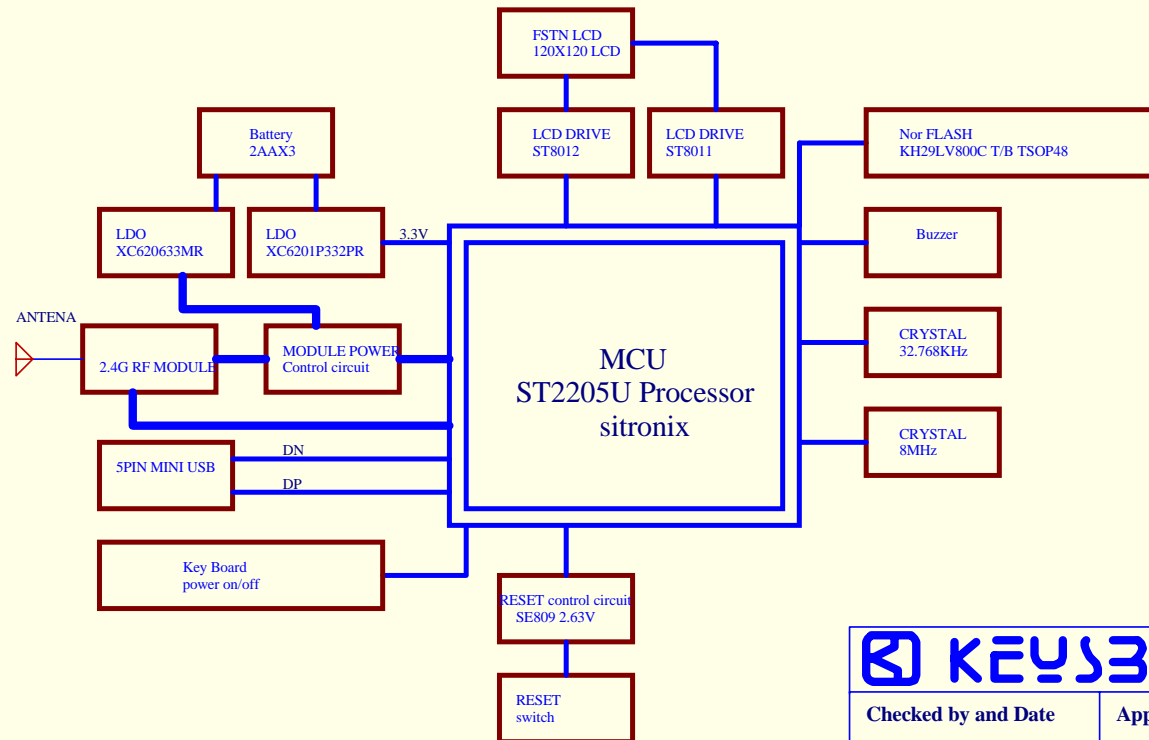 FSTN LCD
120X120 LCD
Battery
2AAX3
LCD DRIVE
ST8012
LCD DRIVE
ST8011
Nor FLASH
KH29LV800C T/B TSOP48
LDO
XC620633MR
LDO
XC6201P332PR
3.3V
Buzzer
ANTENA
2.4G RF MODULE
MODULE POWER
Control circuit
MCU
ST2205U Processor
sitronix
CRYSTAL
32.768KHz
CRYSTAL
8MHz
5PIN MINI USB
DN
DP
Key Board
power on/off
RESET control circuit
SE809 2.63V
RESET
switch
Checked by and Date
App